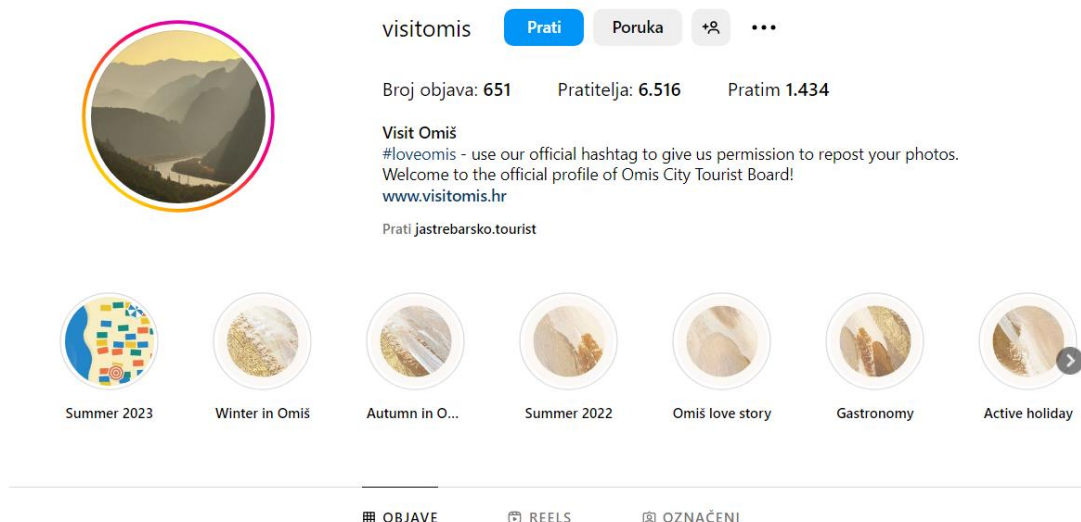 visitomis Prati Poruka
Broj objava: 651 Pratitelja: 6.516 Pratim 1.434
Visit Omiš
#loveomis - use our official hashtag to give us permission to repost your photos.
Welcome to the official profile of Omis City Tourist Board!
www.visitomis.hr
Prati jastrebarsko.tourist
Summer 2023 Winter in Omiš Autumn in O... Summer 2022 Omiš love story Gastronomy Active holiday
OBJAVE REELS OZNAČENI